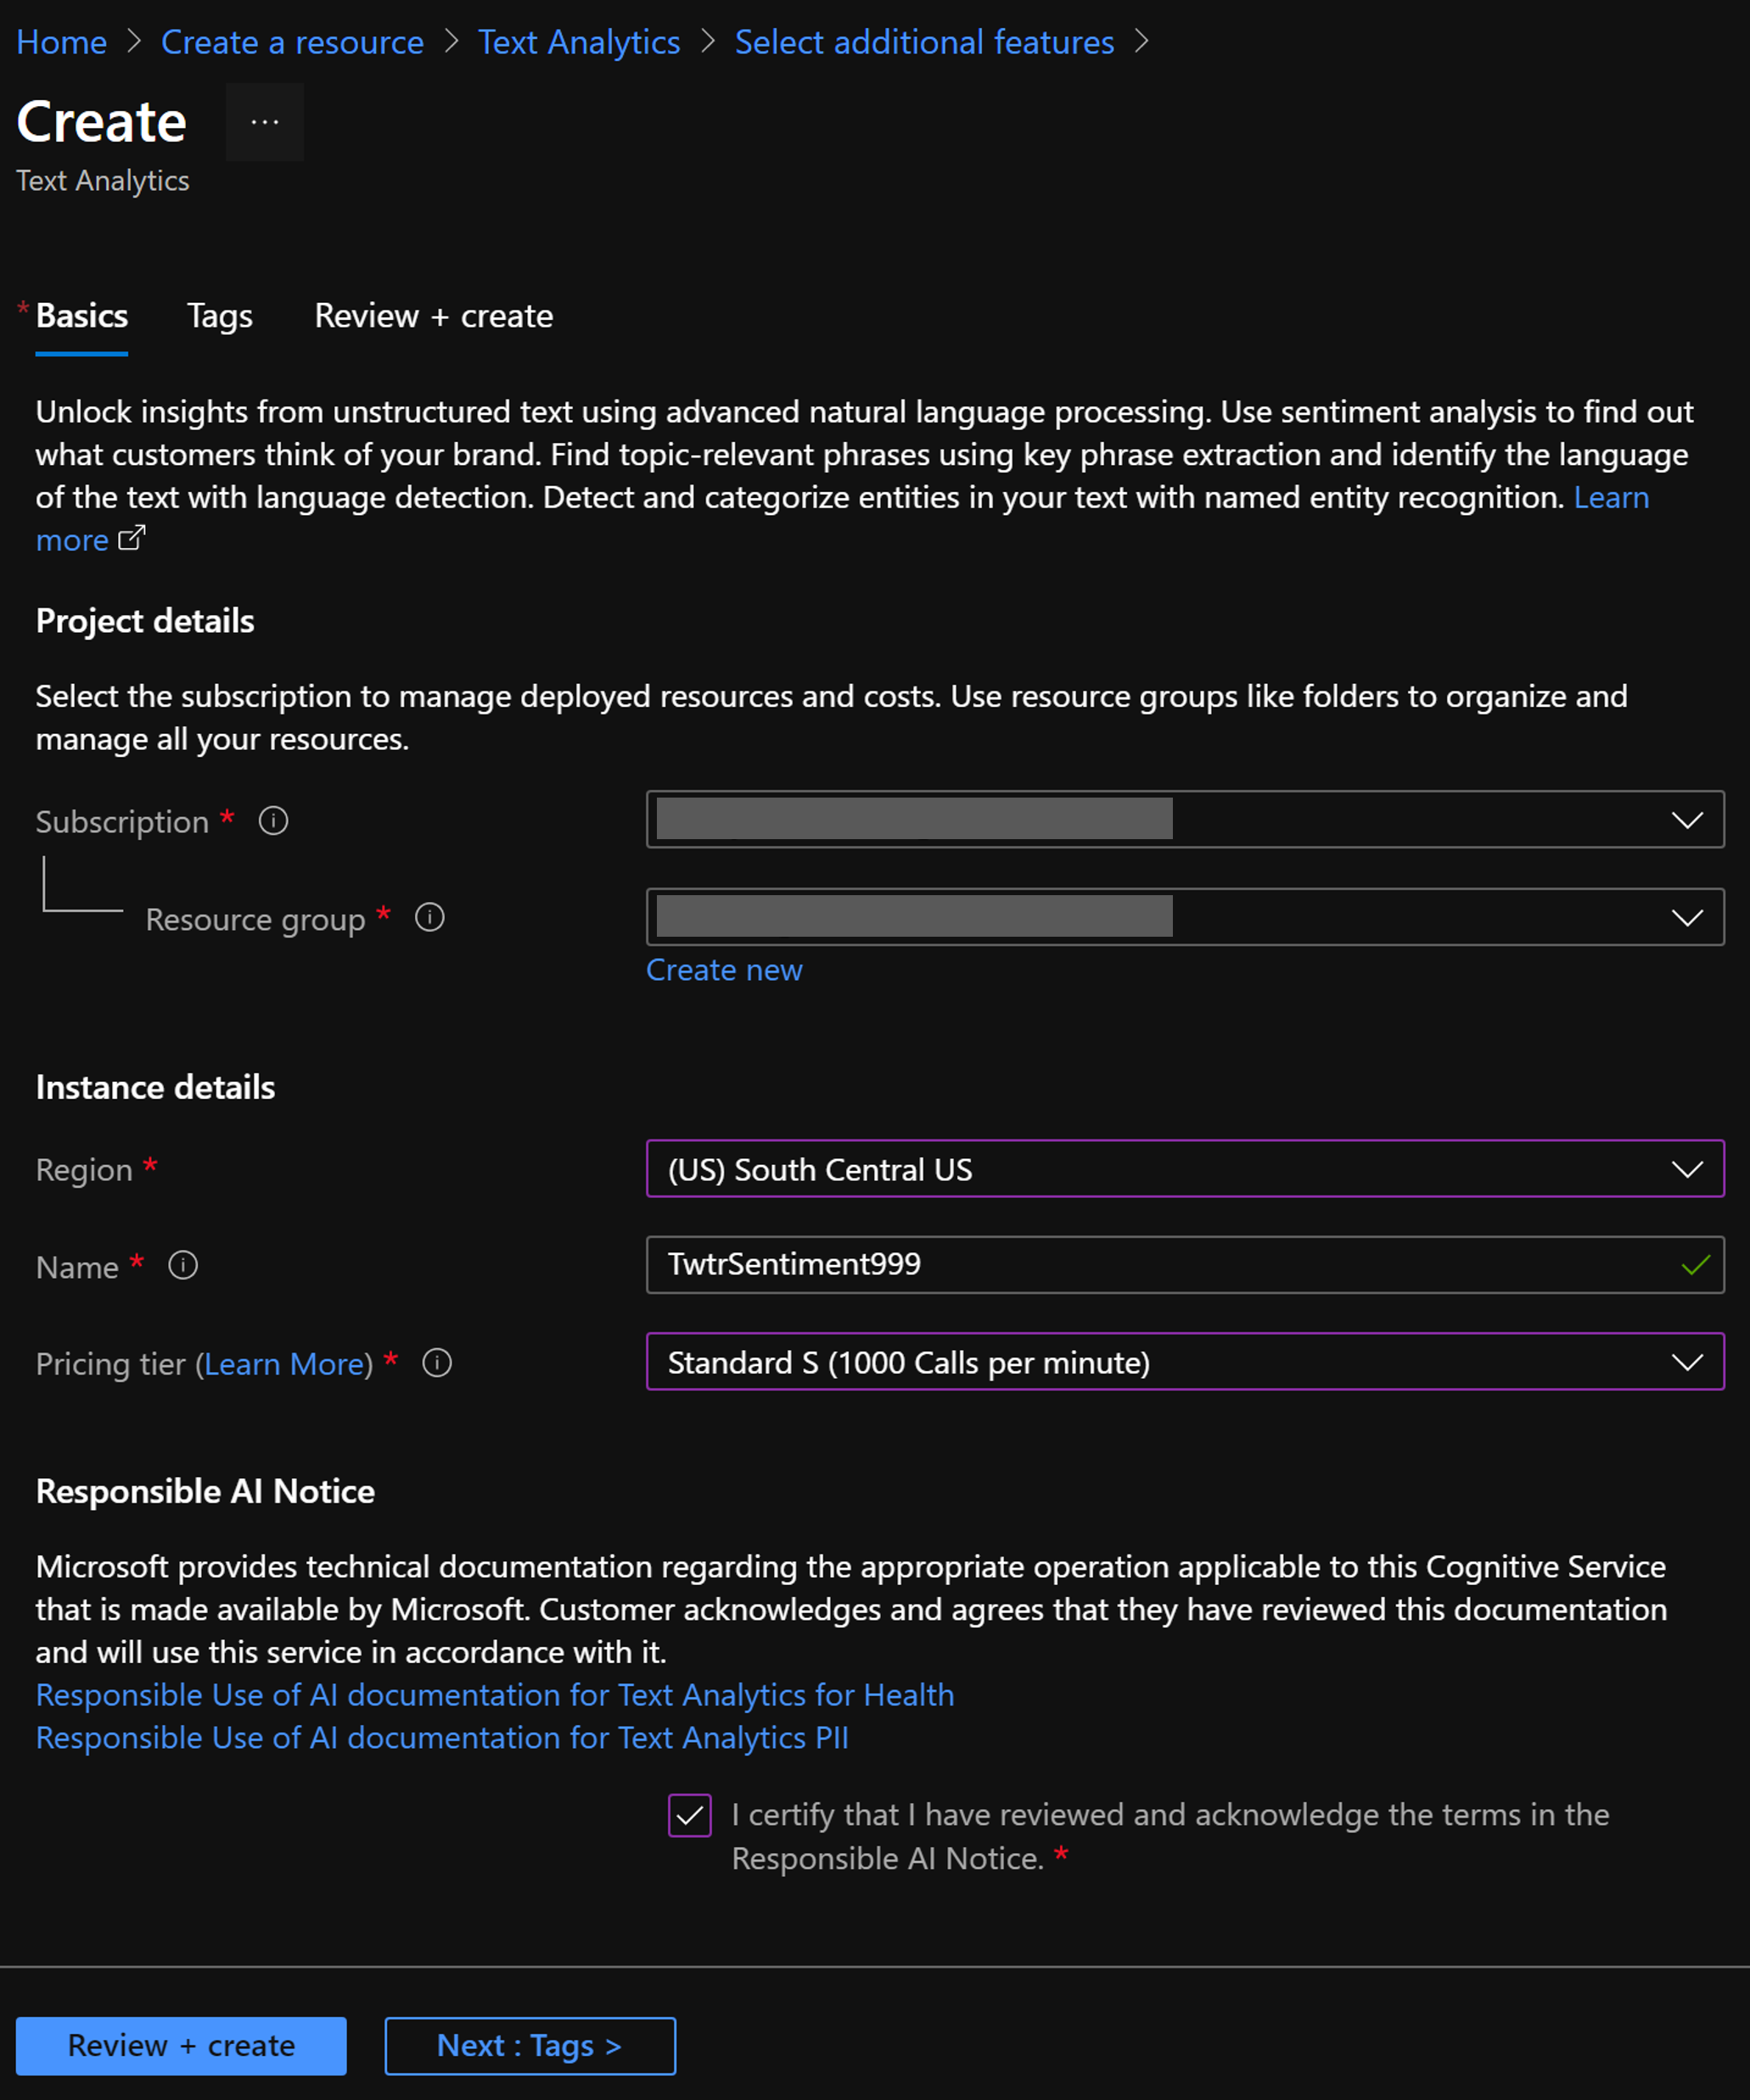 Home > Create a resource > Text Analytics > Select additional features >
Create ...
Text Analytics
* Basics Tags Review + create
Unlock insights from unstructured text using advanced natural language processing. Use sentiment analysis to find out
what customers think of your brand. Find topic-relevant phrases using key phrase extraction and identify the language
of the text with language detection. Detect and categorize entities in your text with named entity recognition. Learn
more
Project details
Select the subscription to manage deployed resources and costs. Use resource groups like folders to organize and
manage all your resources.
Subscription *
Resource group *
Create new
Instance details
Region * (US) South Central US
Name * TwtrSentiment999
Pricing tier (Learn More) * Standard S (1000 Calls per minute)
Responsible AI Notice
Microsoft provides technical documentation regarding the appropriate operation applicable to this Cognitive Service
that is made available by Microsoft. Customer acknowledges and agrees that they have reviewed this documentation
and will use this service in accordance with it.
Responsible Use of AI documentation for Text Analytics for Health
Responsible Use of AI documentation for Text Analytics PII
I certify that I have reviewed and acknowledge the terms in the
Responsible AI Notice. *
Review + create Next : Tags >